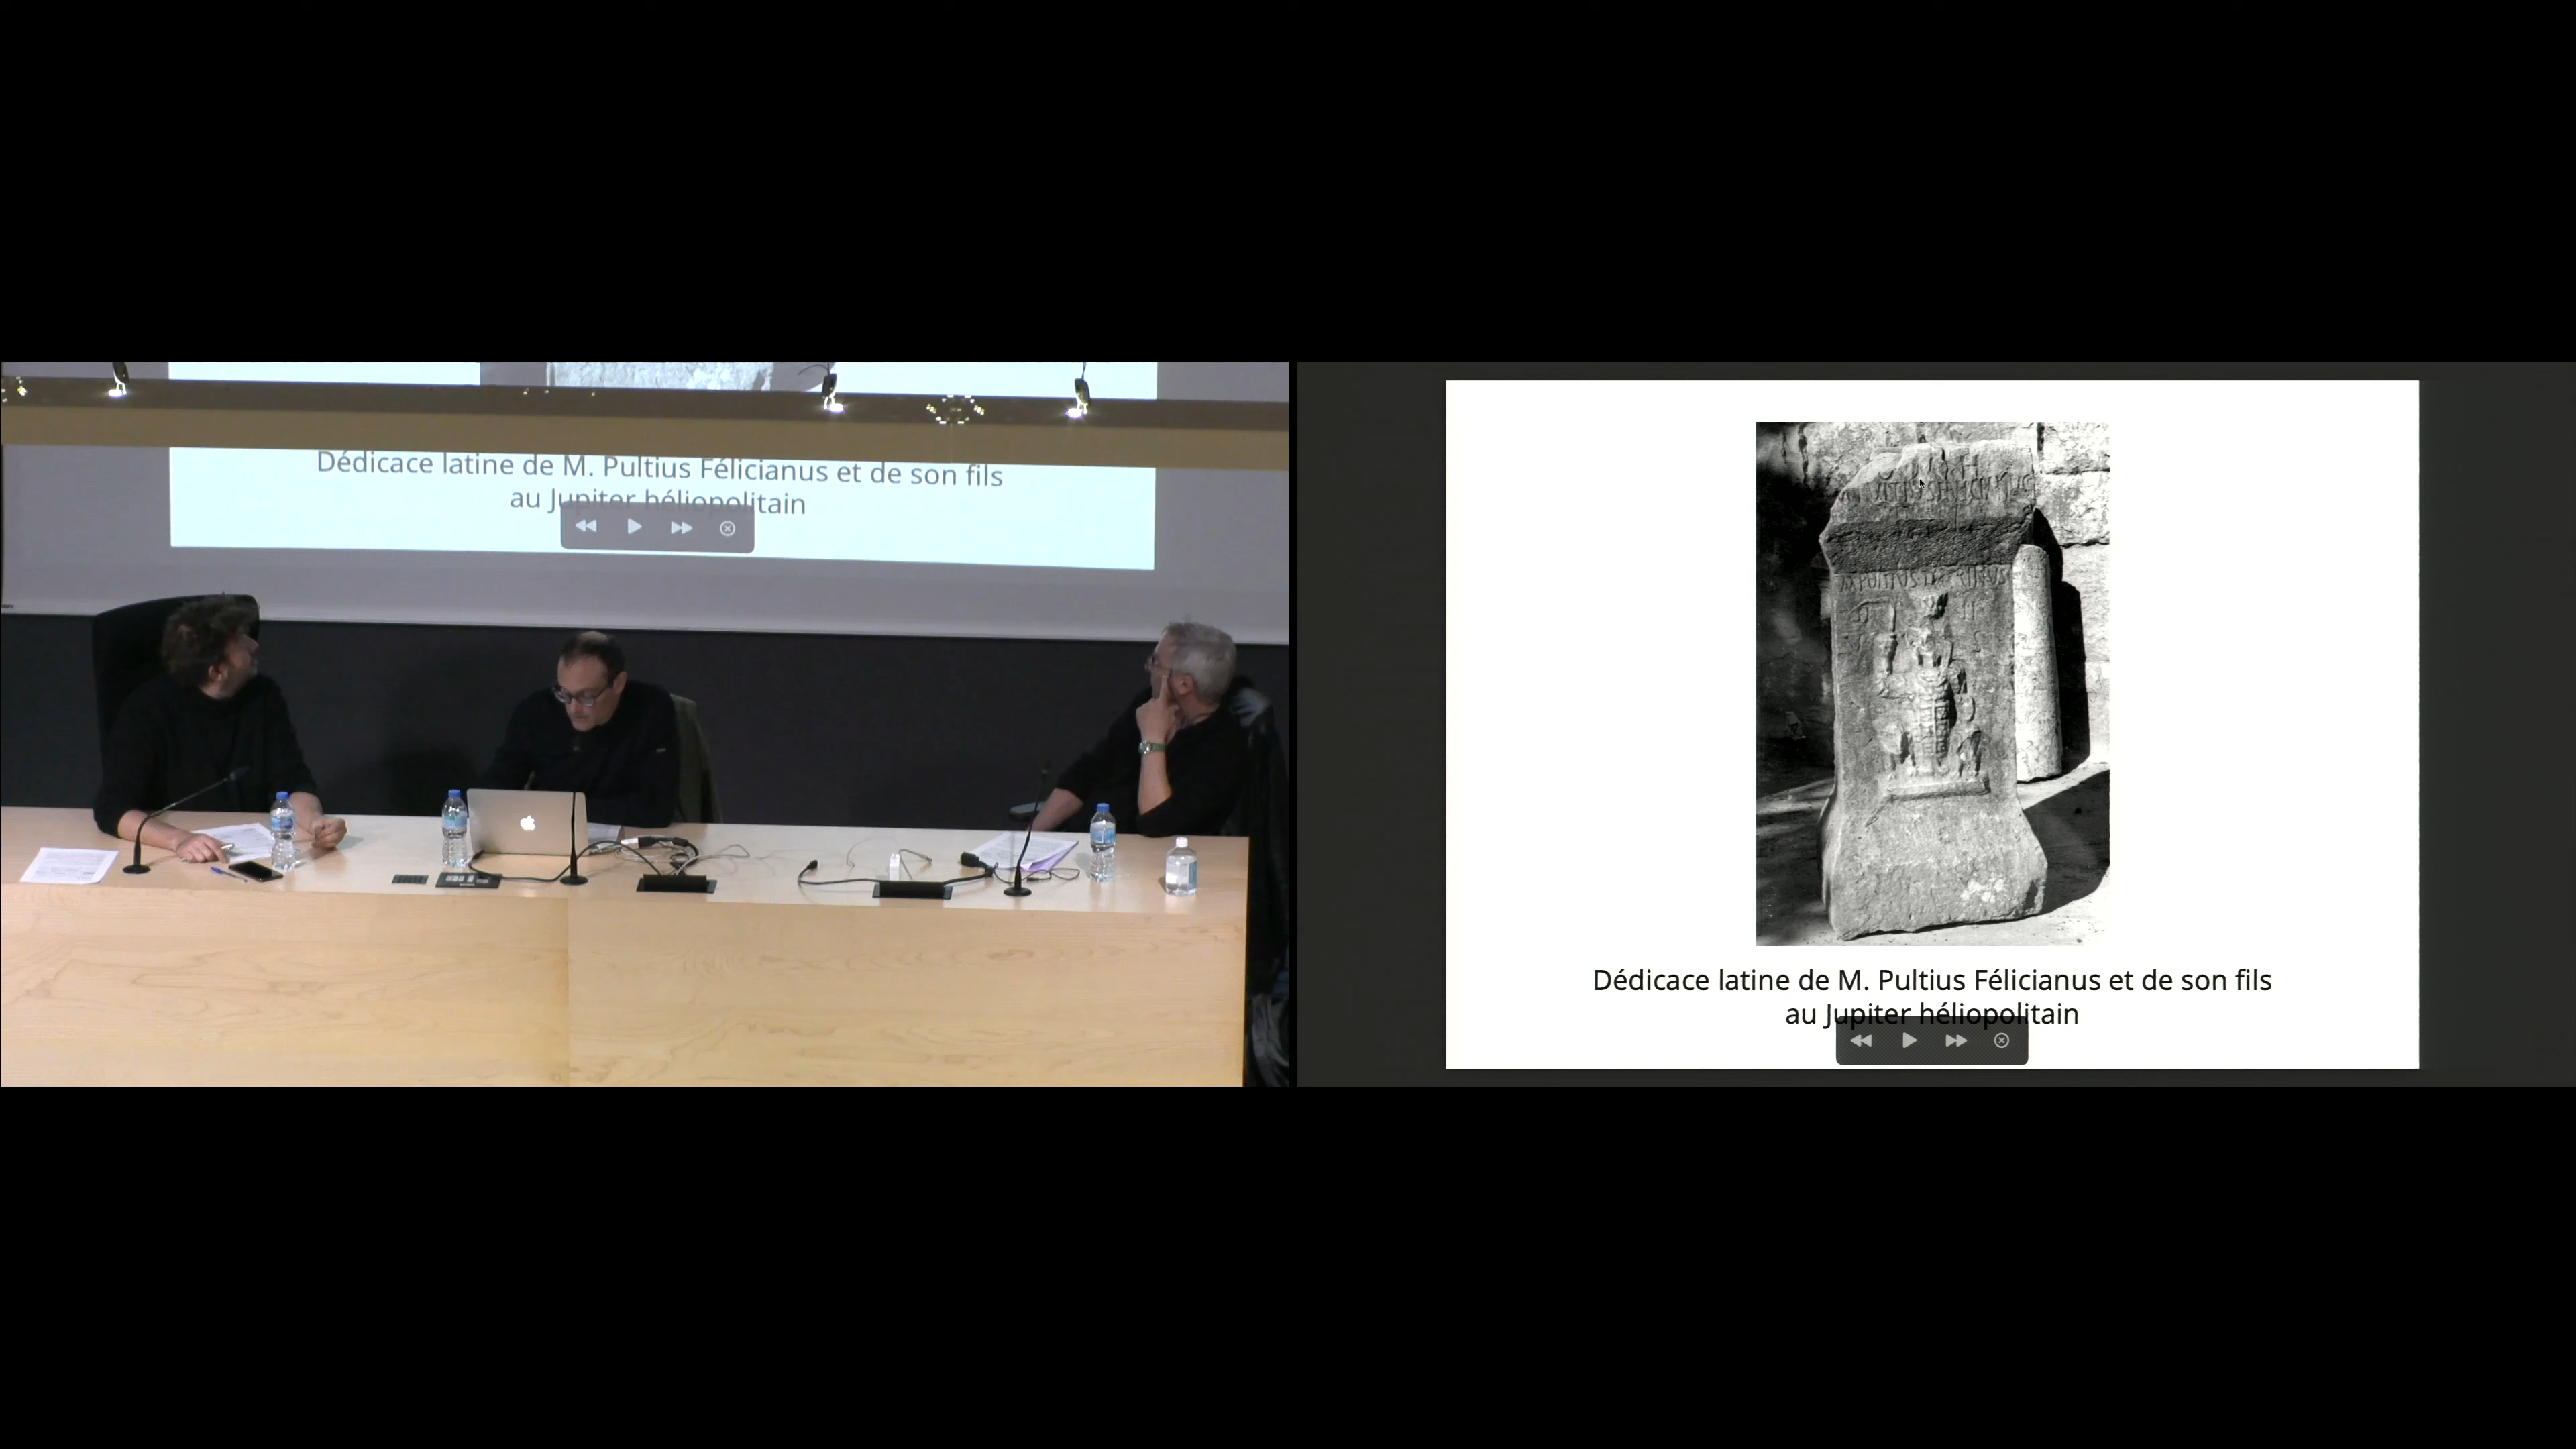 Dédicace latine de M. Pultius Félicianus et de son fils
au Jupiter héliopolitain
Dédicace latine de M. Pultius Félicianus et de son fils
au Jupiter héliopolitain